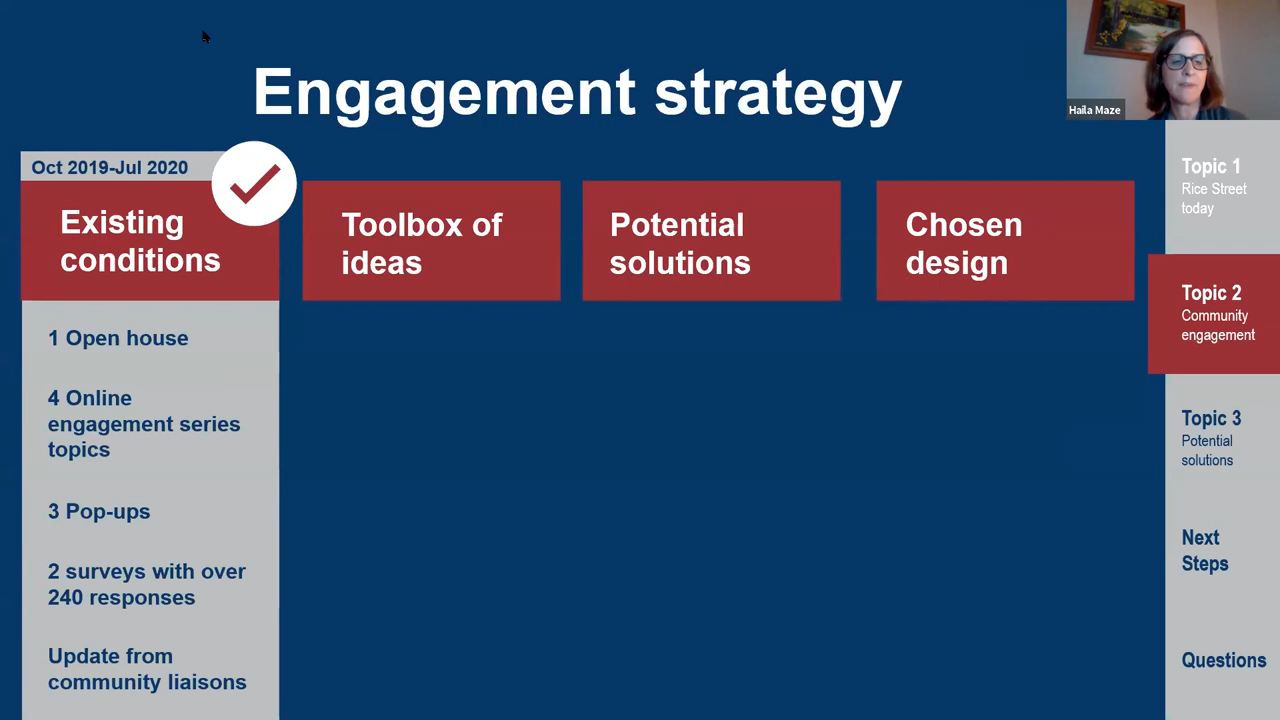 Engagement strategy
Haila Maze
Oct 2019-Jul 2020
Existing
conditions
Toolbox of
ideas
Potential
solutions
Chosen
design
1 Open house
4 Online
engagement series
topics
3 Pop-ups
2 surveys with over
240 responses
Update from
community liaisons
Topic 1
Rice Street
today
Topic 2
Community
engagement
Topic 3
Potential
solutions
Next
Steps
Questions